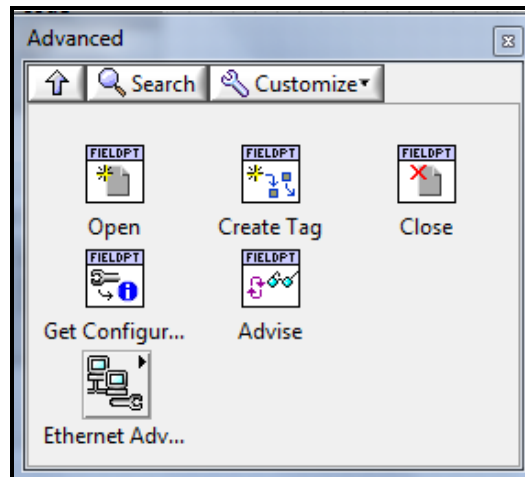 Advanced
Search Customize
FIELDPT FIELDPT FIELDPT
Open Create Tag Close
FIELDPT FIELDPT
Get Configur... Advise
Ethernet Adv...